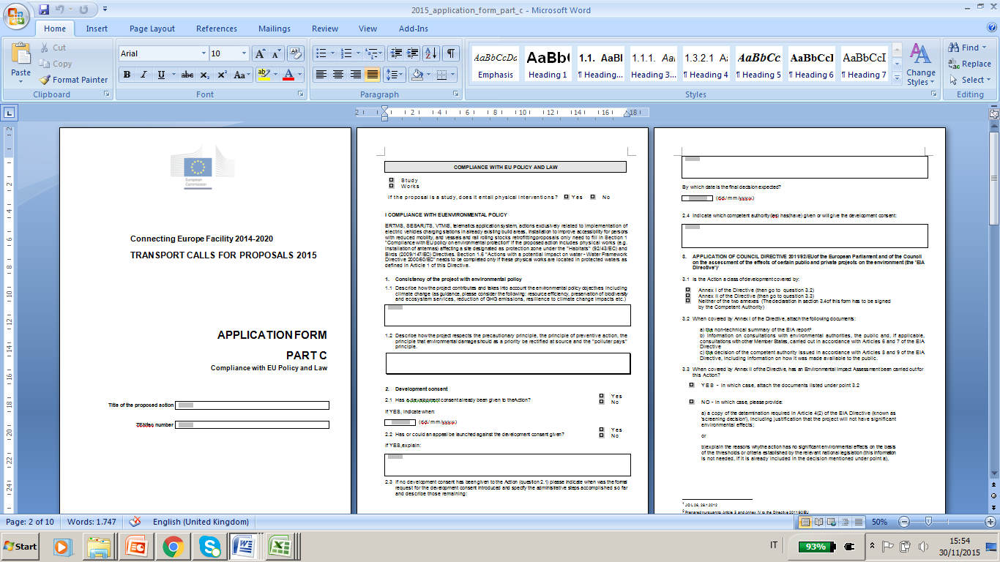 2015_application_form_part_c - Microsoft Word
Home Insert Page Layout References Mailings Review View Add-Ins
Paste
Cut
Copy
Format Painter
Clipboard
Arial 10
Font
Paragraph
AaBbCcDc AaBb( 1.1. AaBl 1.1.1. Aa 1.3.2.1 A AaBbCc AaBbCcI AaBbCcI
Emphasis Heading 1 ¶ Heading... ¶ Heading 3... ¶ Heading 4 ¶ Heading 5 ¶ Heading 6 ¶ Heading 7
Change Styles
Styles
Find
Replace
Select
Editing
2 2 4 6 8 10 12 14 16 18
European
Commission
Connecting Europe Facility 2014-2020
TRANSPORT CALLS FOR PROPOSALS 2015
APPLICATION FORM
PART C
Compliance with EU Policy and Law
Title of the proposed action
number
COMPLIANCE WITH EU POLICY AND LAW
Study
Works
If the proposal is a study, does it entail physical interventions? Yes No
I COMPLIANCE WITH EUENVIRONMENTAL POLICY
ERTMS, SESAR,ITS, VTMIS, telematics application system, actions exclusively related to implementation of
electric vehicles charging stations in already existing build areas, installation to improve accessibility for persons
with reduced mobility, and vessels and rail rolling stocks retrofitting proposals only need to fill in Section 1
"Compliance with EU policy on environmental protection" if the proposed action includes physical works (e.g.
installation of antennas) affecting a site designated as protection zone under the "Habitats" (92/43/EC) and
Birds (2009/147/EC) Directives. Section 1.6 "Actions with a potential impact on water - Water Framework
Directive 2000/60/EC" needs to be completed only if these physical works are located in protected waters as
defined in Article 1 of this Directive.
1. Consistency of the project with environmental policy
1.1 Describe how the project contributes and takes into account the environmental policy objectives including
climate change (as guidance, please consider the following: resource efficiency, preservation of biodiversity
and ecosystem services, reduction of GHG emissions, resilience to climate change impacts etc.)
1.2 Describe how the project respects the precautionary principle, the principle of preventive action, the
principle that environmental damage should as a priority be rectified at source and the "polluter pays"
principle.
2. Development consent
2.1 Has a development consent already been given to theAction?
Yes
No
If YES, indicate when:
(dd/mm/yyyy)
2.2 Has or could an appeal be launched against the development consent given?
Yes
No
If YES,explain:
2.3 If no development consent has been given to the Action (question 2.1) please indicate when was the formal
request for the development consent introduced and specify the administrative steps accomplished so far
and describe those remaining:
By which date is the final decision expected?
(dd/mm/yyyy)
2.4 Indicate which competent authority(ies) has(have) given or will give the development consent:
3. APPLICATION OF COUNCIL DIRECTIVE 2011/92/EUof the European Parliament and of the Council
on the assessment of the effects of certain public and private projects on the environment (the "EIA
Directive")1
3.1 Is the Action a class of development covered by:
Annex I of the Directive (then go to question 3.2)
Annex II of the Directive (then go to question 3.3)
Neither of the two annexes (The declaration in section 3.4of this form has to be signed
by the Competent Authority)
3.2 When covered by Annex I of the Directive, attach the following documents:
a) the non-technical summary of the EIA report2
b) Information on consultations with environmental authorities, the public and, if applicable,
consultations with other Member States, carried out in accordance with Articles 6 and 7 of the EIA
Directive
c) the decision of the competent authority issued in accordance with Articles 8 and 9 of the EIA
Directive, including information on how it was made available to the public.
3.3 When covered by Annex II of the Directive, has an Environmental Impact Assessment been carried out for
this Action?
YES - in which case, attach the documents listed under point 3.2
NO - in which case, please provide:
a) a copy of the determination required in Article 4(2) of the EIA Directive (known as
'screening decision'), including justification that the project will not have significant
environmental effects;
or
b)explain the reasons whythe action has no significant environmental effects on the basis
of the thresholds or criteria established by the relevant national legislation (this information
is not needed, if it is already included in the decision mentioned under point a),
1 JO L 26, 28.1.2012
2 Prepared pursuant to Article 5 and Annex IV to the Directive 2011/92/EU
Page: 2 of 10 Words: 1.747 English (United Kingdom) 50%
Start IT 93% 15:54
30/11/2015